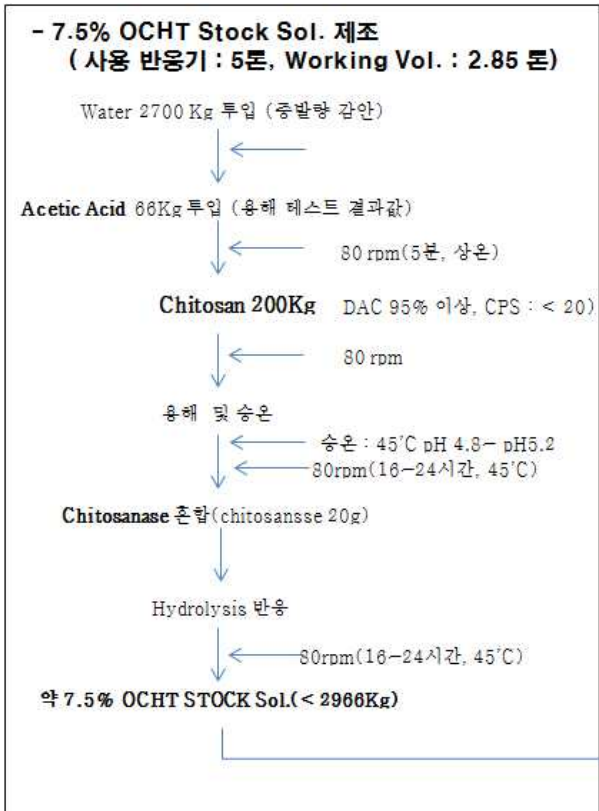 - 7.5% OCHT Stock Sol. 제조
( 사용 반응기 : 5톤, Working Vol. : 2.85 톤)
Water 2700 Kg 투입 (증발량 감안)
Acetic Acid 66Kg 투입 (용해 테스트 결과값)
80 rpm(5분, 상온)
Chitosan 200Kg DAC 95% 이상, CPS : < 20)
80 rpm
용해 및 승온
승온 : 45'C pH 4.8- pH5.2
80rpm(16-24시간, 45'C)
Chitosanase 혼합(chitosansse 20g)
Hydrolysis 반응
80rpm(16-24시간, 45'C)
약 7.5% OCHT STOCK Sol.(< 2966Kg)